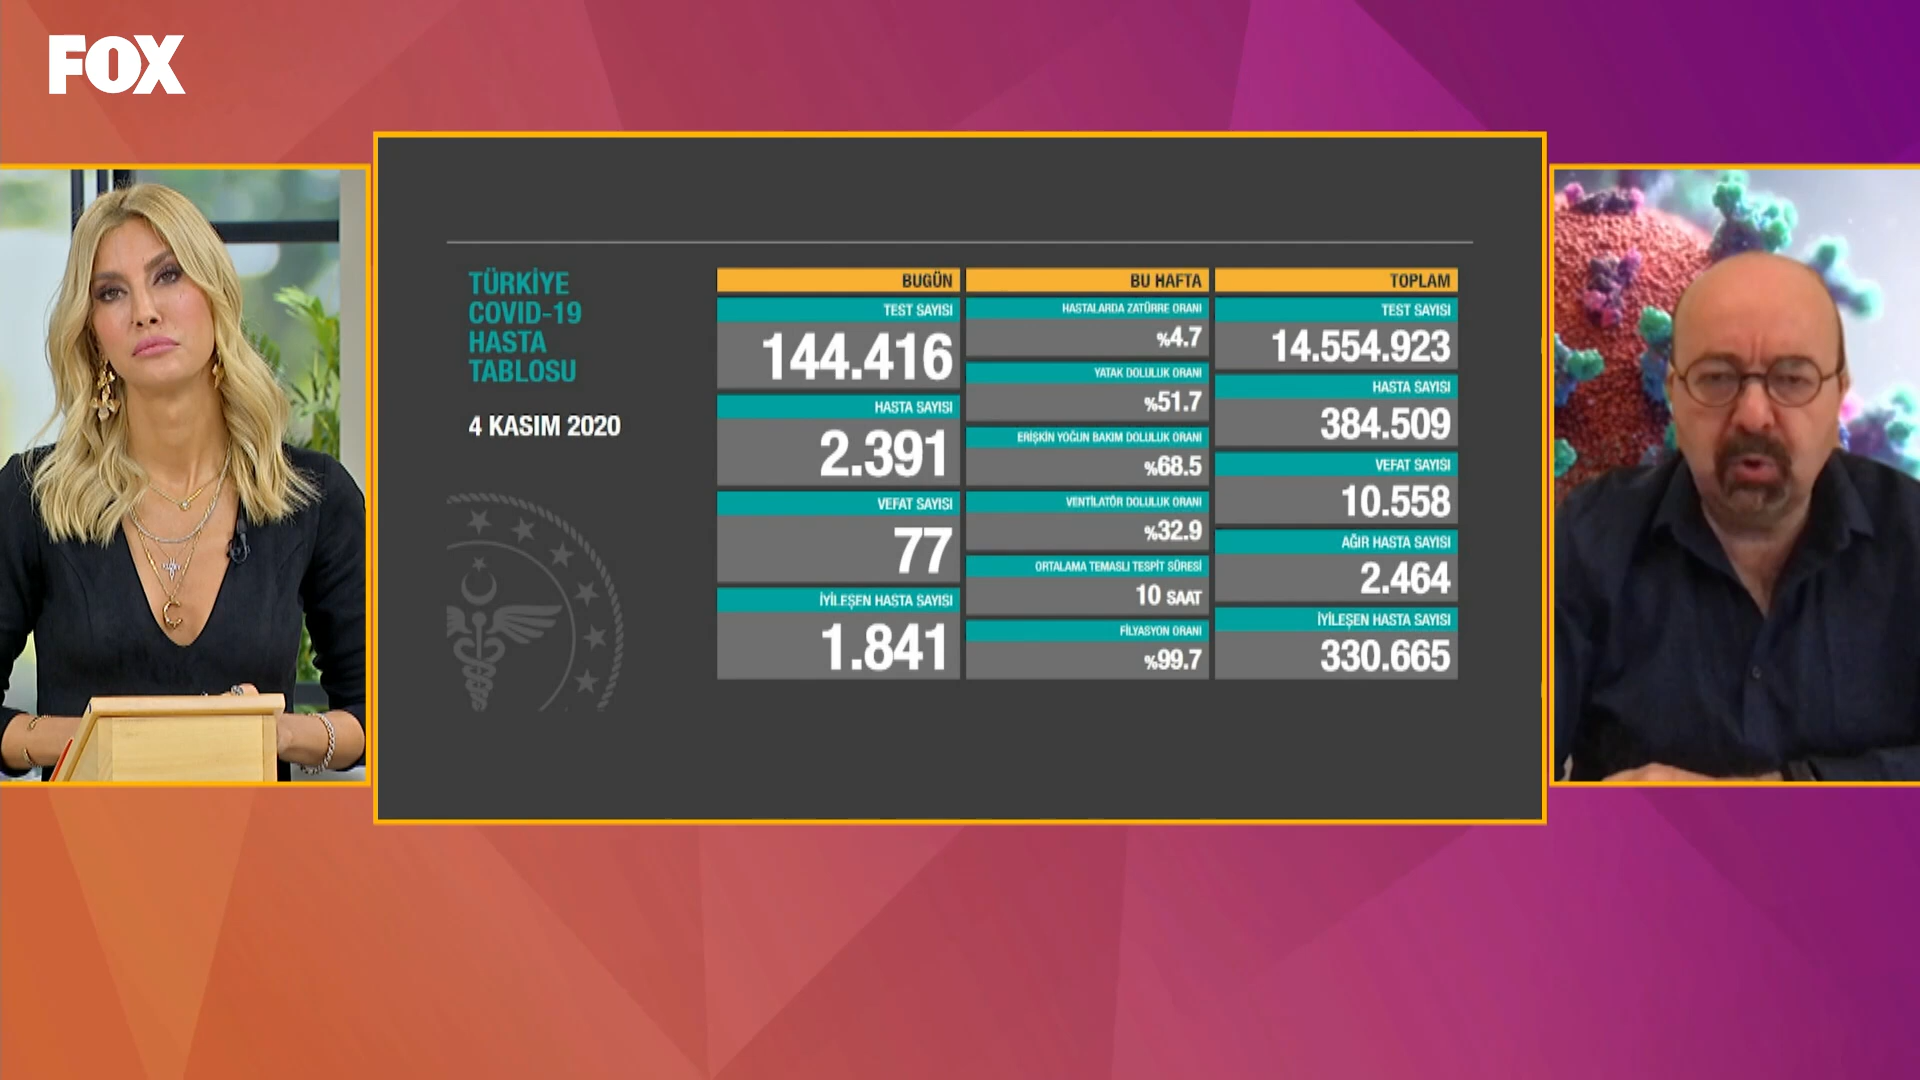 FOX
TÜRKİYE
COVID-19
HASTA
TABLOSU
4 KASIM 2020
BUGÜN
TEST SAYISI
144.416
HASTA SAYISI
2.391
VEFAT SAYISI
77
İYİLEŞEN HASTA SAYISI
1.841
BU HAFTA
HASTALARDA ZATÜRRE ORANI
%4.7
YATAK DOLULUK ORANI
%51.7
ERİŞKİN YOĞUN BAKIM DOLULUK ORANI
%68.5
VENTİLATÖR DOLULUK ORANI
%32.9
ORTALAMA TEMASLI TESPİT SÜRESİ
10 SAAT
FİLYASYON ORANI
%99.7
TOPLAM
TEST SAYISI
14.554.923
HASTA SAYISI
384.509
VEFAT SAYISI
10.558
AĞIR HASTA SAYISI
2.464
İYİLEŞEN HASTA SAYISI
330.665